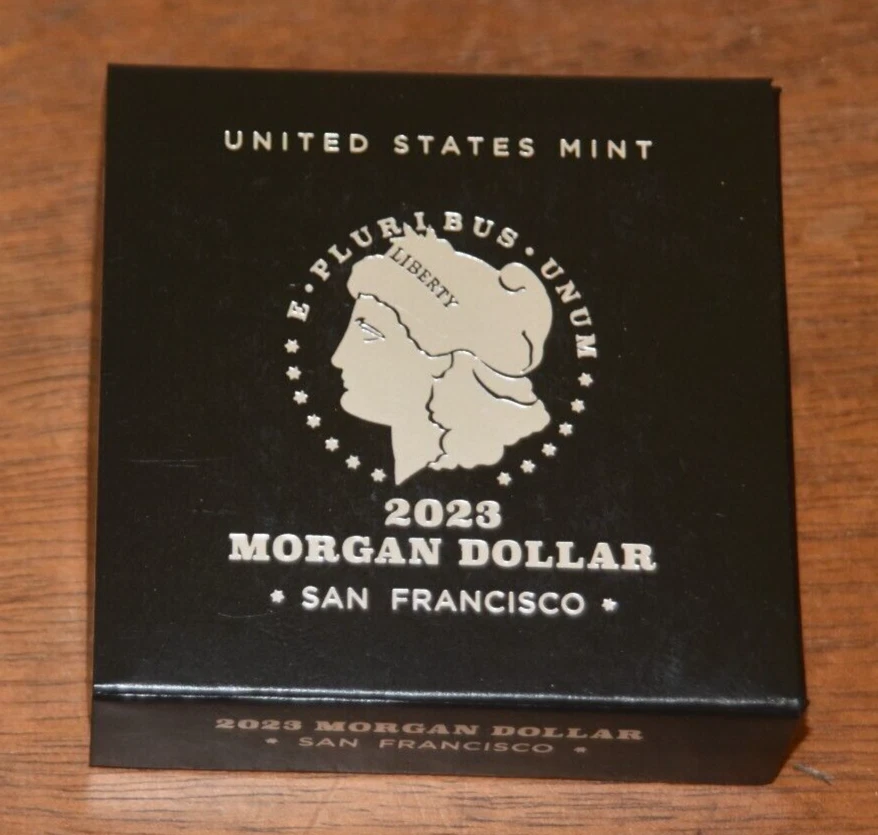 UNITED STATES MINT
E • PLURIBUS • UNUM
LIBERTY
2023
MORGAN DOLLAR
* SAN FRANCISCO *
2023 MORGAN DOLLAR
* SAN FRANCISCO *